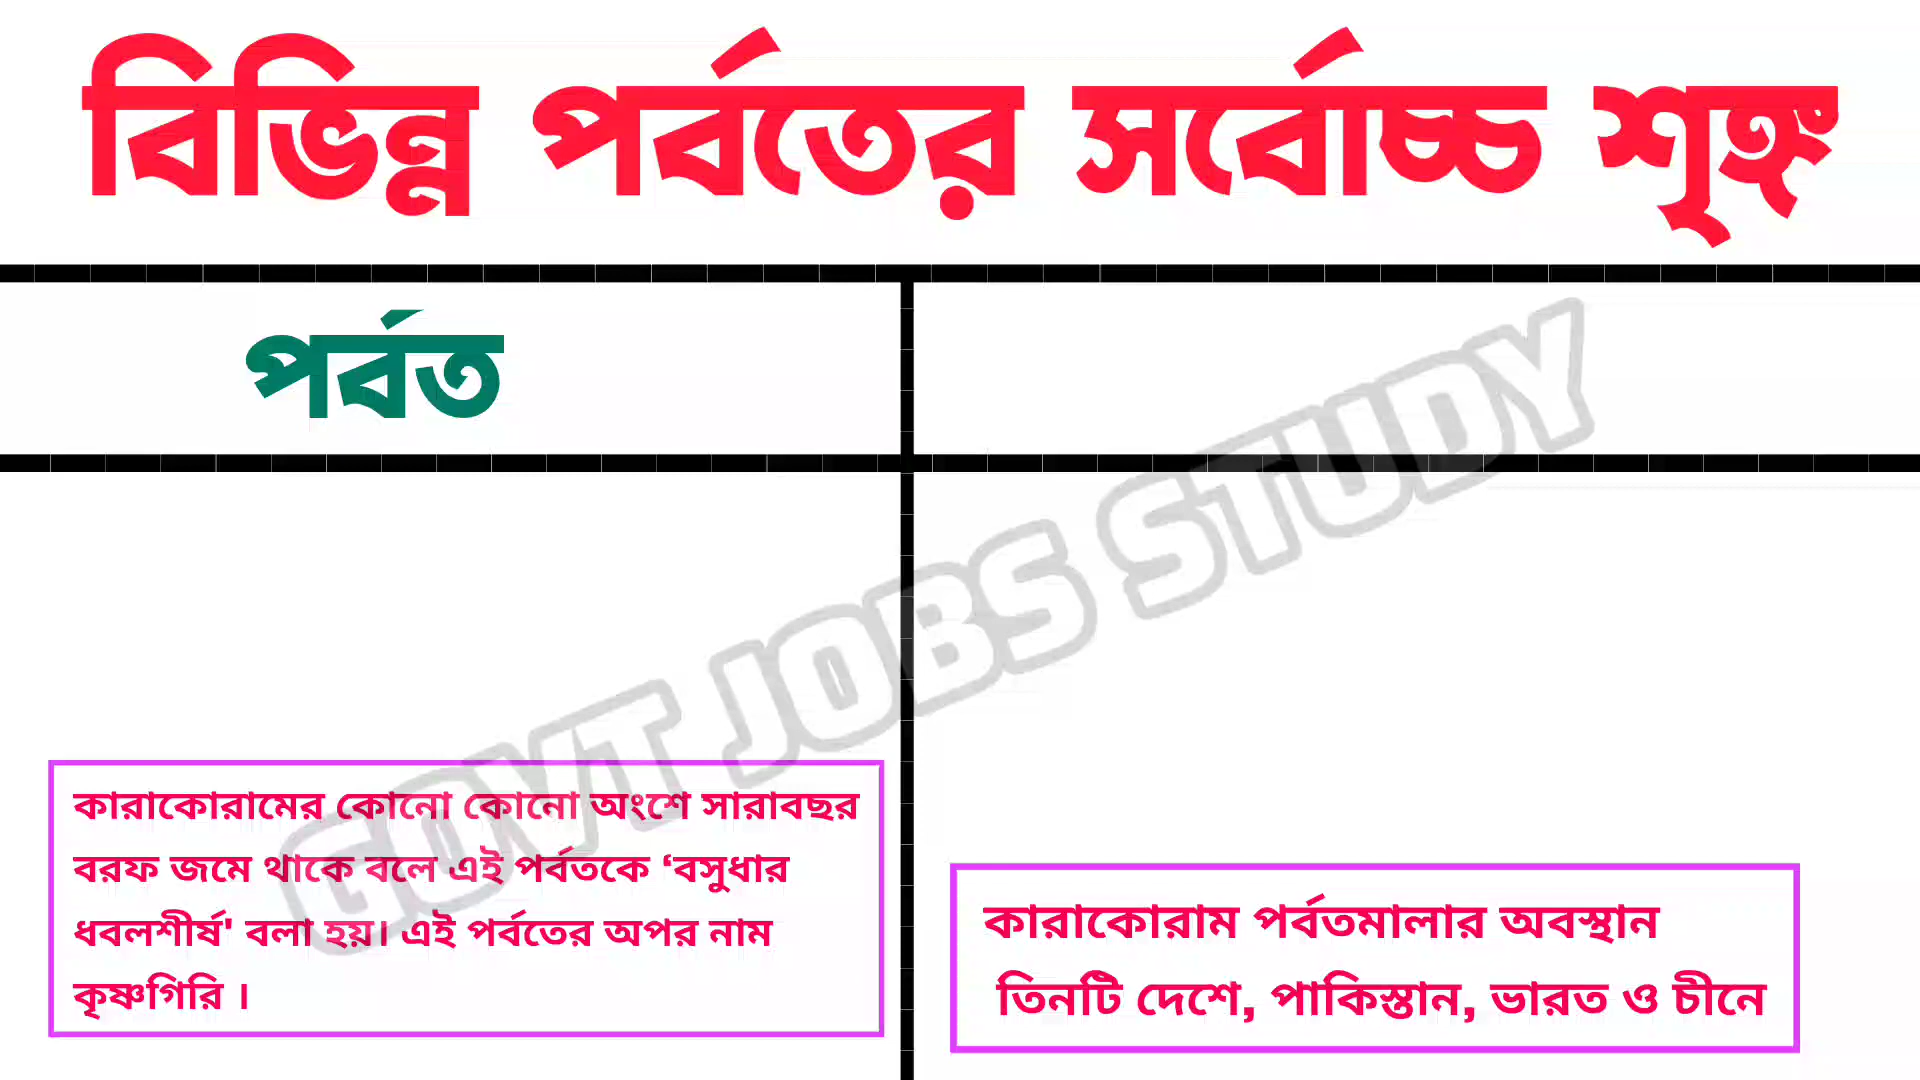 বিভিন্ন পর্বতের সর্বোচ্চ শৃঙ্গ
পর্বত
GOVT JOBS STUDY
কারাকোরামের কোনো কোনো অংশে সারাবছর
বরফ জমে থাকে বলে এই পর্বতকে ‘বসুধার
ধবলশীর্ষ' বলা হয়। এই পর্বতের অপর নাম
কৃষ্ণগিরি ।
কারাকোরাম পর্বতমালার অবস্থান
তিনটি দেশে, পাকিস্তান, ভারত ও চীনে